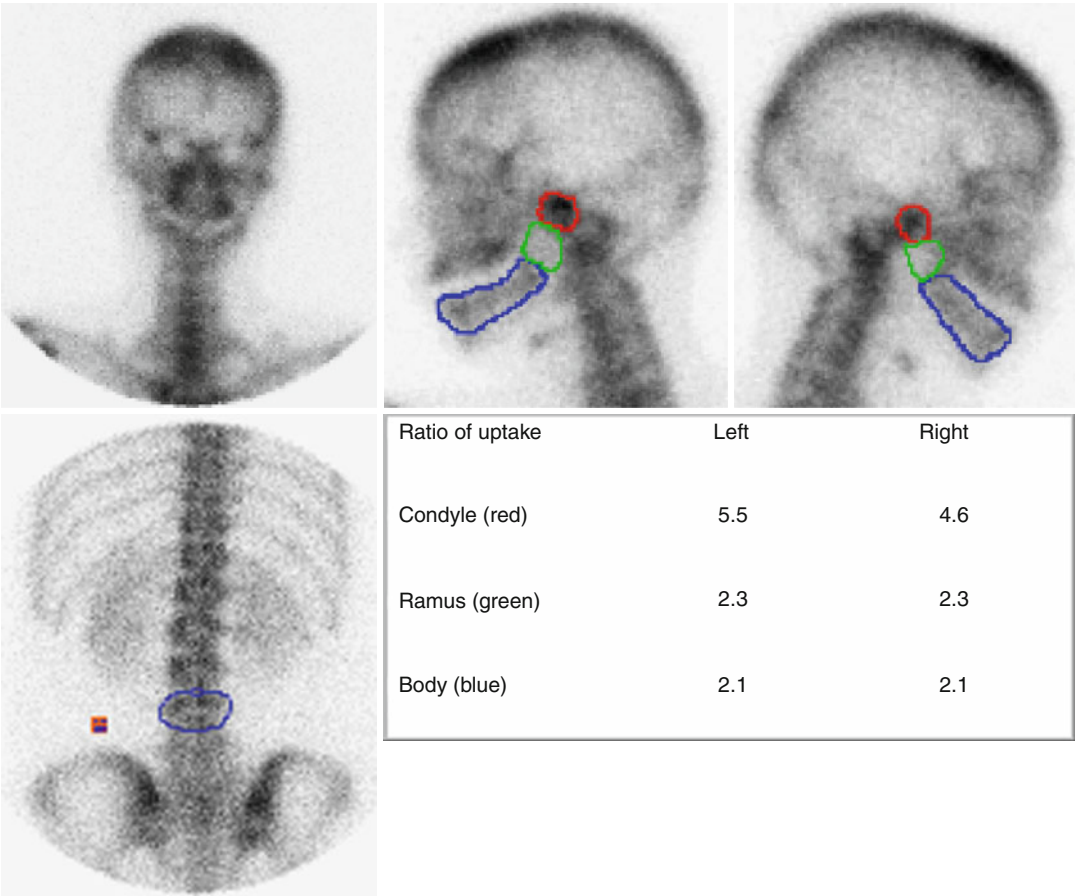 Ratio of uptake Left Right
Condyle (red) 5.5 4.6
Ramus (green) 2.3 2.3
Body (blue) 2.1 2.1